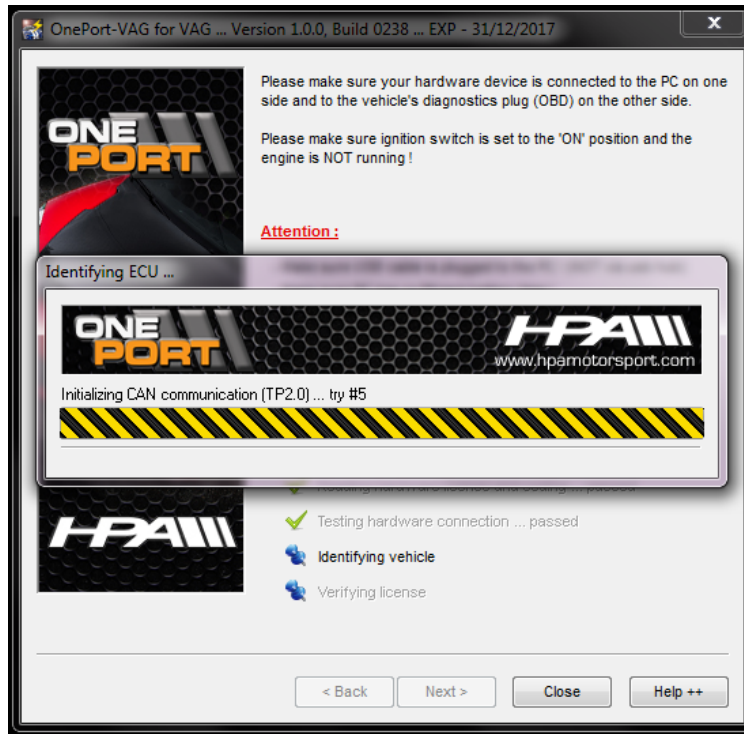 OnePort-VAG for VAG ... Version 1.0.0, Build 0238 ... EXP - 31/12/2017
x
ONE
PORT
Please make sure your hardware device is connected to the PC on one
side and to the vehicle's diagnostics plug (OBD) on the other side.
Please make sure ignition switch is set to the 'ON' position and the
engine is NOT running !
Attention :
Identifying ECU ...
ONE
PORT
HPA
www.hpamotorsport.com
Initializing CAN communication (TP2.0) ... try #5
HPA
Testing hardware connection ... passed
Identifying vehicle
Verifying license
< Back
Next >
Close
Help ++